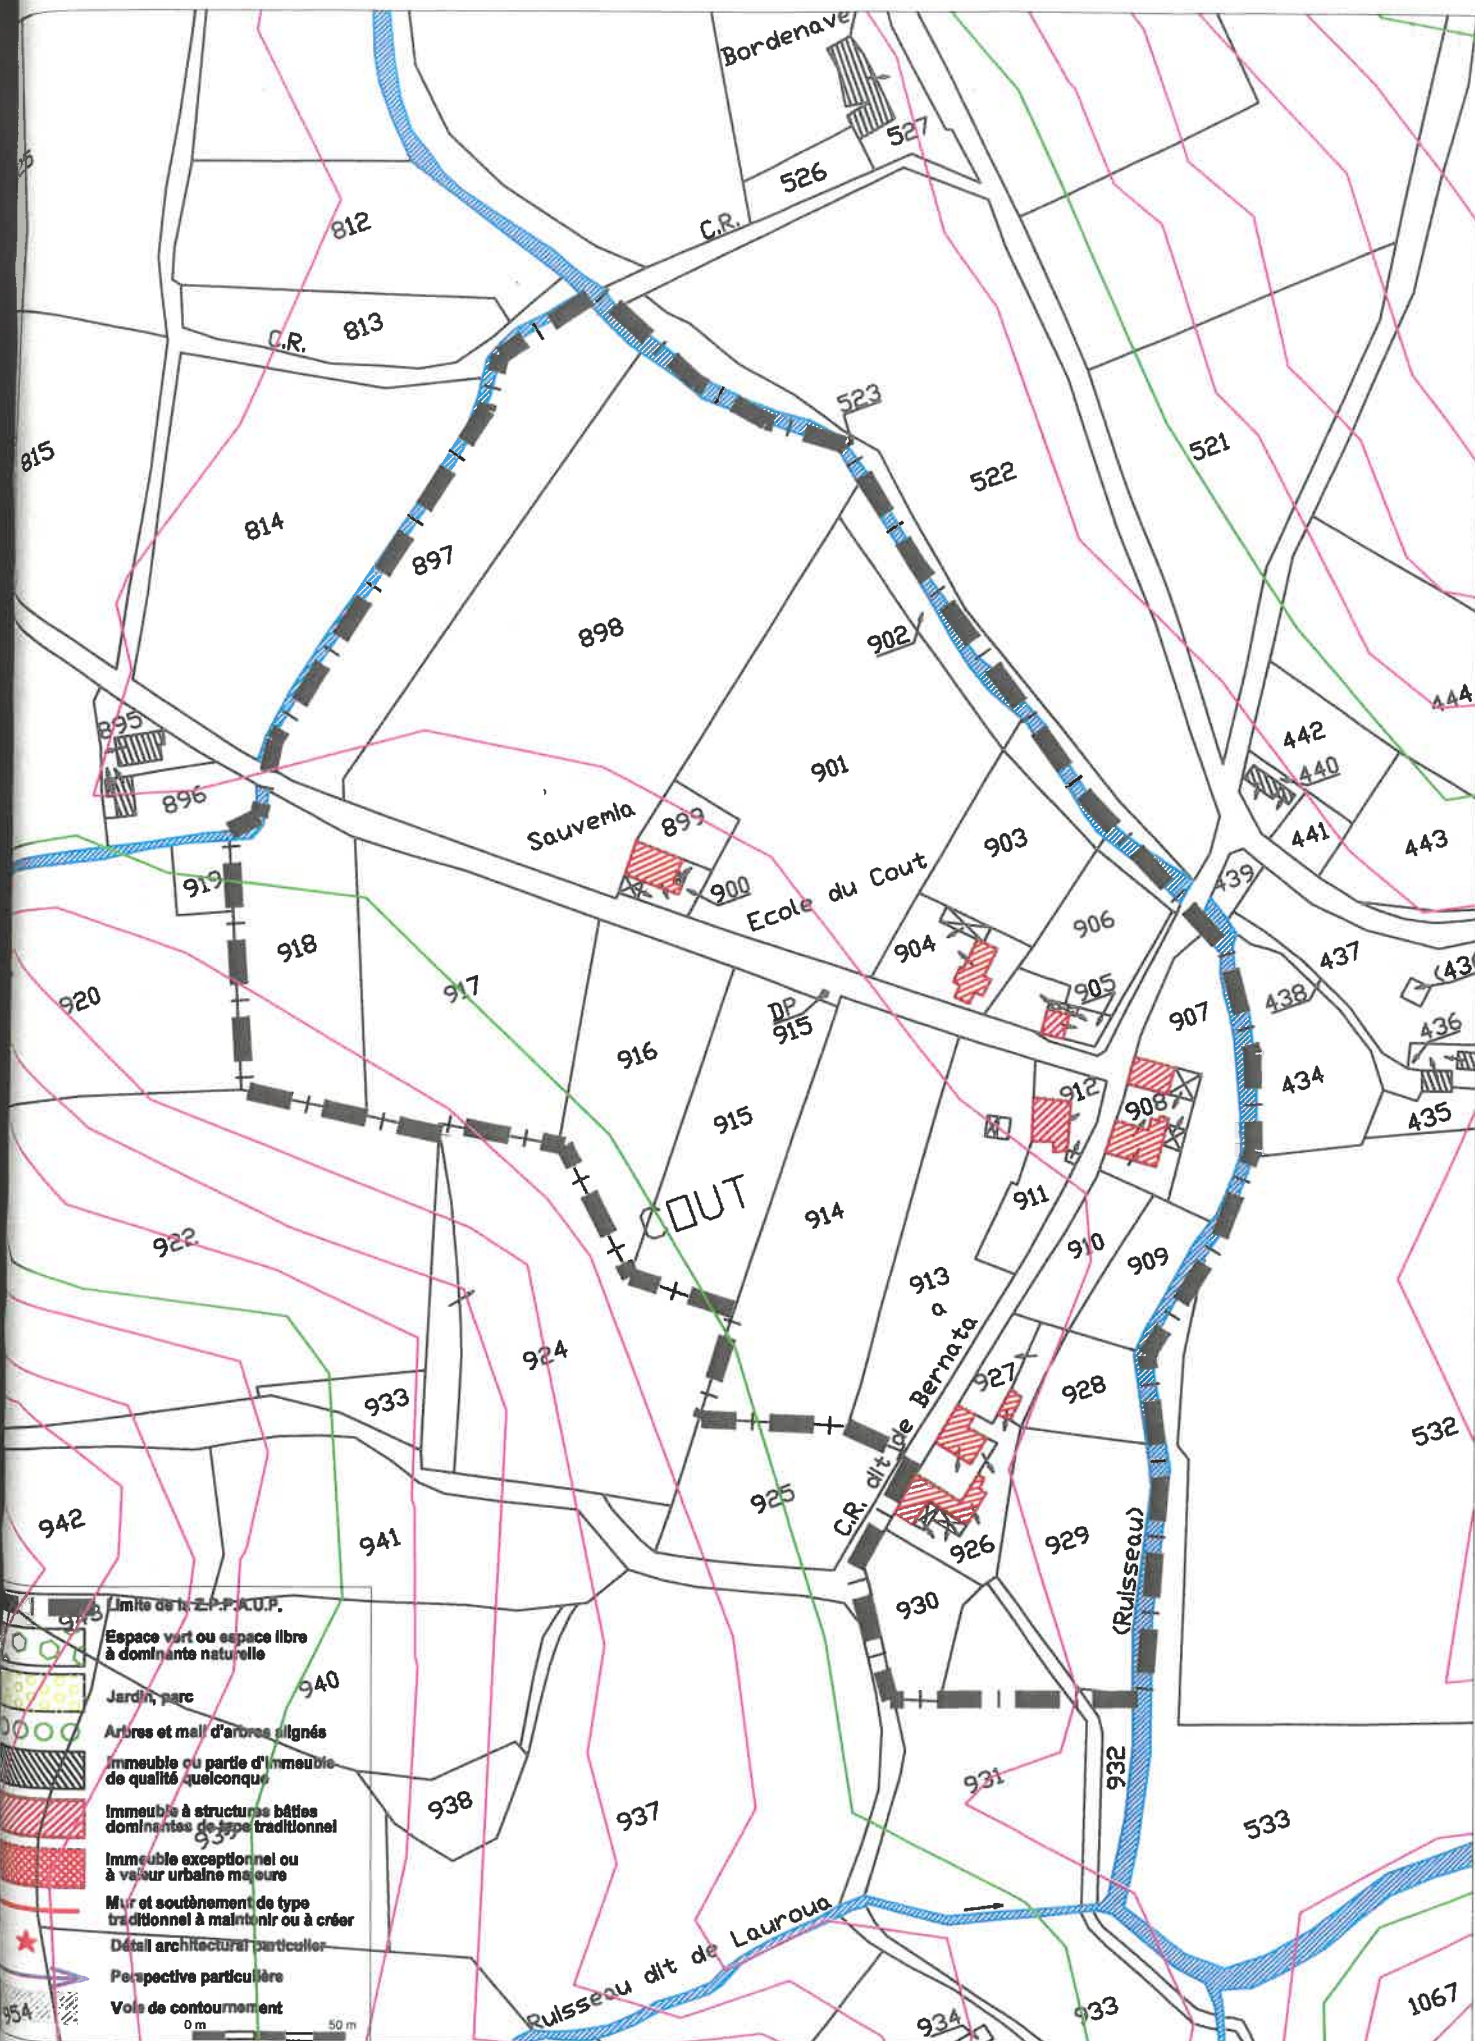 Bordenave
527
526
C.R.
812
813
C.R.
523
815
522
521
814
897
898
902
444
895
442
901
440
896
Sauvemia
899
903
441
443
900
Ecole du Cout
439
919
906
918
904
437
920
917
905
438
DP
915
907
436
916
912
434
915
908
435
COUT
911
914
922
910
909
913
a
924
927
928
933
C.R. dit de Bernata
532
925
942
941
926
929
(Ruisseau)
930
943
Limite de la Z.P.P.A.U.P.
Espace vert ou espace libre
à dominante naturelle
940
Jardin, parc
Arbres et mail d'arbres alignés
Immeuble ou partie d'immeuble
de qualité quelconque
932
931
938
937
533
Immeuble à structures bâties
dominantes de type traditionnel
Immeuble exceptionnel ou
à valeur urbaine majeure
Mur et soutènement de type
traditionnel à maintenir ou à créer
Détail architectural particulier
Perspective particulière
Voie de contournement
954
0 m 50 m
Ruisseau dit de Lauroua
934
933
1067